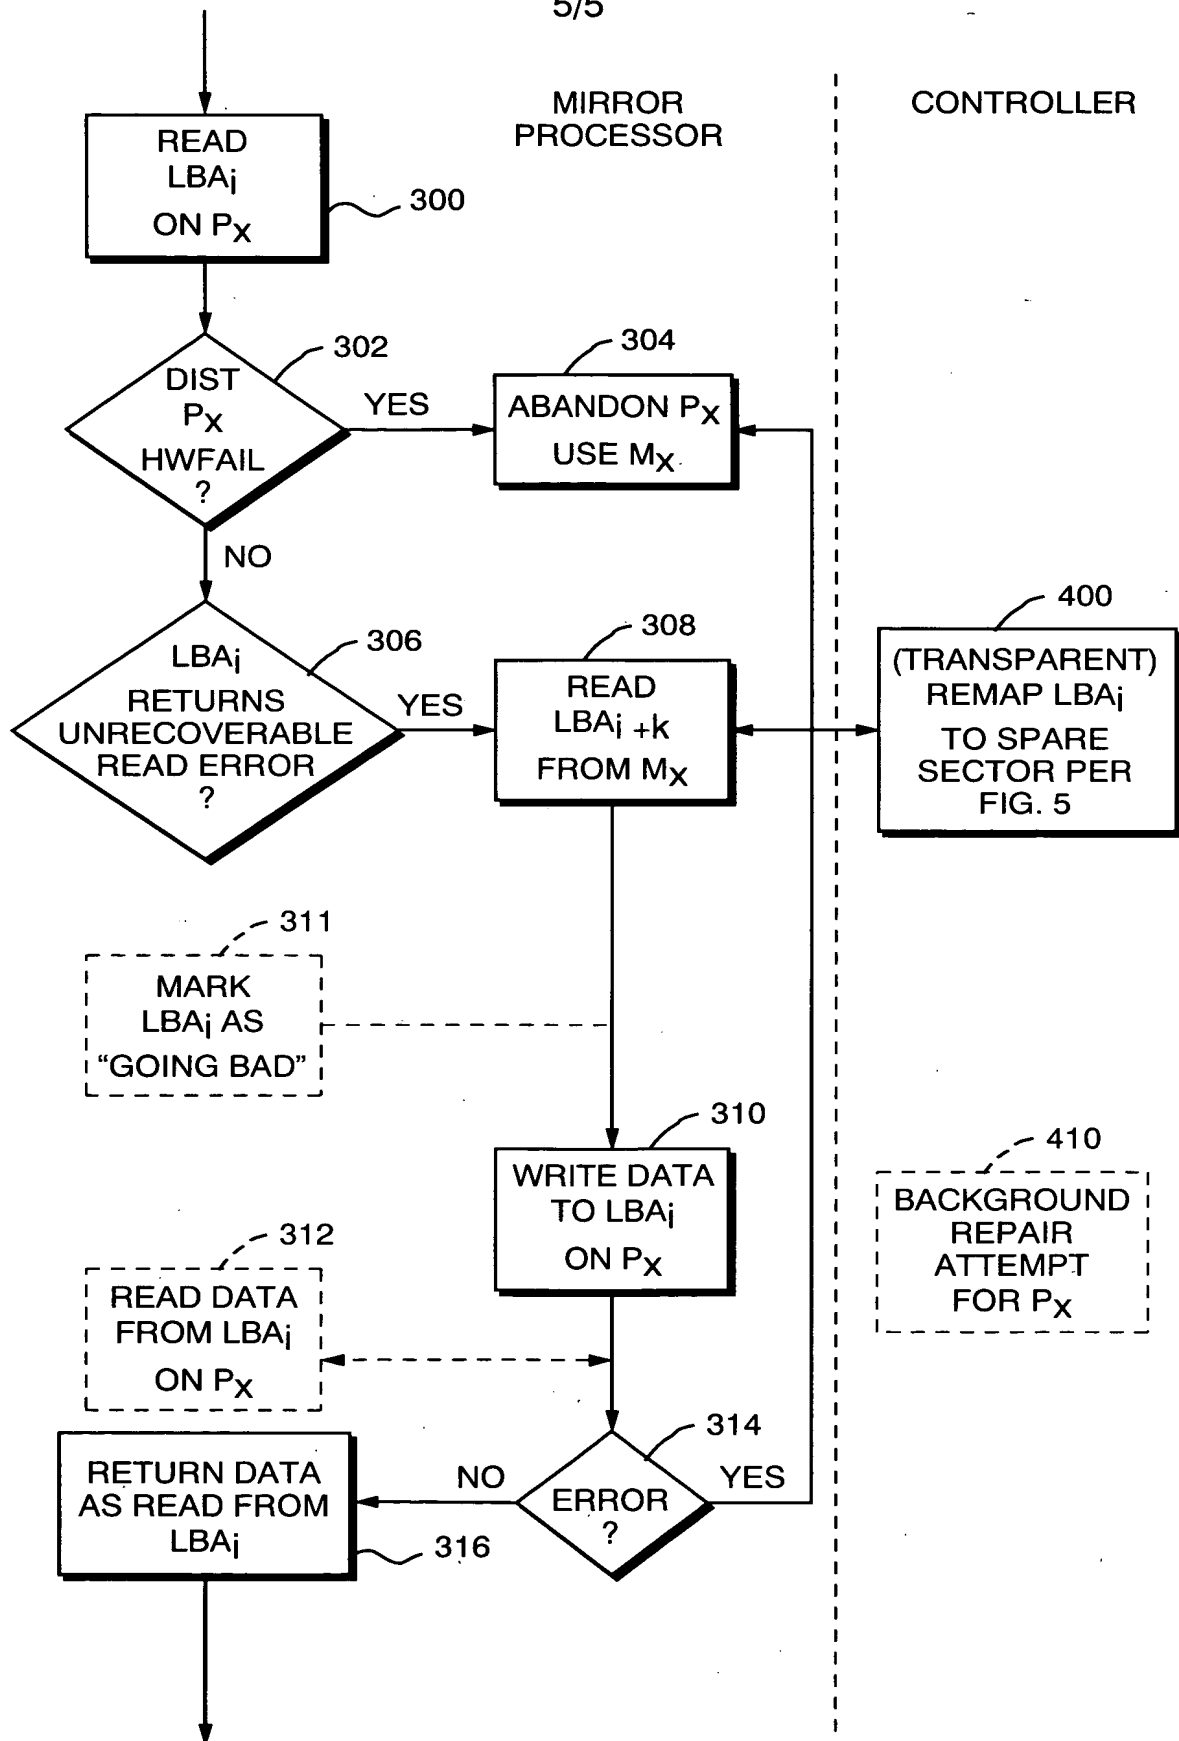 5/5
MIRROR
PROCESSOR
CONTROLLER
READ
LBAi
ON PX
300
DIST
PX
HWFAIL
?
302
YES
NO
304
ABANDON PX
USE MX
LBAi
RETURNS
UNRECOVERABLE
READ ERROR
?
306
YES
308
READ
LBAi +k
FROM MX
400
(TRANSPARENT)
REMAP LBAi
TO SPARE
SECTOR PER
FIG. 5
311
MARK
LBAi AS
“GOING BAD”
310
WRITE DATA
TO LBAi
ON PX
410
BACKGROUND
REPAIR
ATTEMPT
FOR PX
312
READ DATA
FROM LBAi
ON PX
314
ERROR
?
NO
YES
RETURN DATA
AS READ FROM
LBAi
316